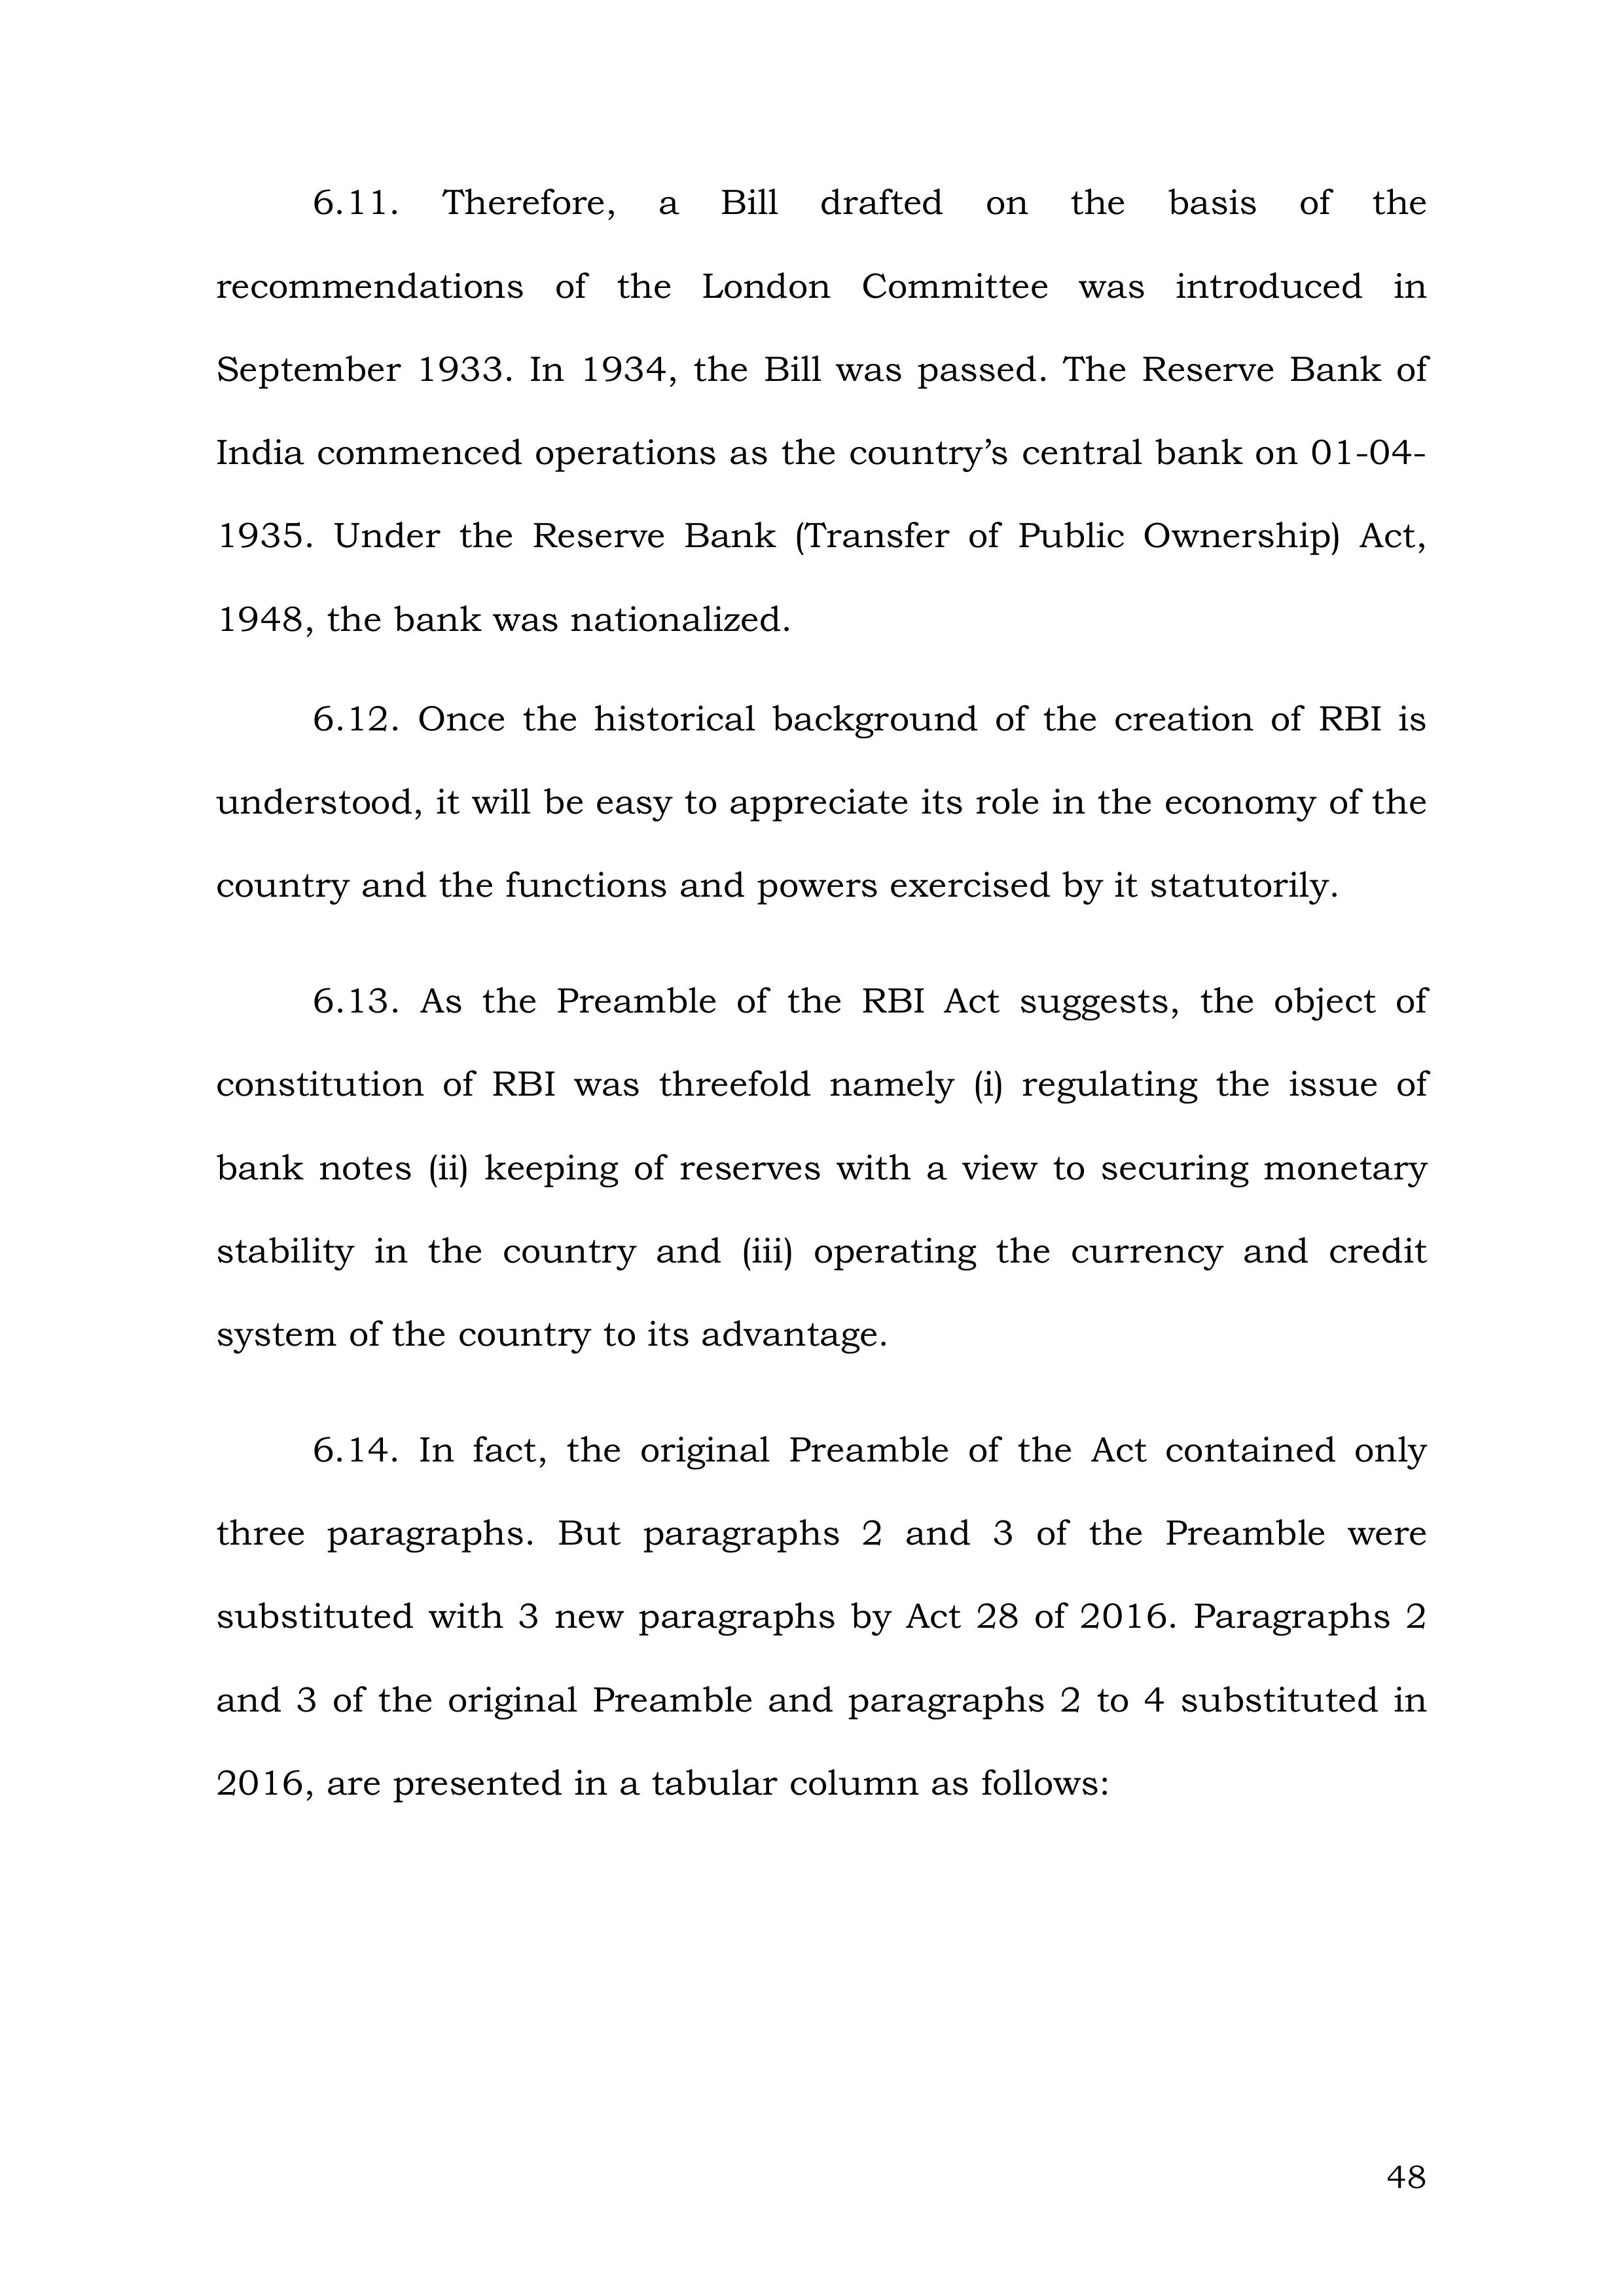 6.11. Therefore, a Bill drafted on the basis of the
recommendations of the London Committee was introduced in
September 1933. In 1934, the Bill was passed. The Reserve Bank of
India commenced operations as the country’s central bank on 01-04-
1935. Under the Reserve Bank (Transfer of Public Ownership) Act,
1948, the bank was nationalized.
6.12. Once the historical background of the creation of RBI is
understood, it will be easy to appreciate its role in the economy of the
country and the functions and powers exercised by it statutorily.
6.13. As the Preamble of the RBI Act suggests, the object of
constitution of RBI was threefold namely (i) regulating the issue of
bank notes (ii) keeping of reserves with a view to securing monetary
stability in the country and (iii) operating the currency and credit
system of the country to its advantage.
6.14. In fact, the original Preamble of the Act contained only
three paragraphs. But paragraphs 2 and 3 of the Preamble were
substituted with 3 new paragraphs by Act 28 of 2016. Paragraphs 2
and 3 of the original Preamble and paragraphs 2 to 4 substituted in
2016, are presented in a tabular column as follows:
48